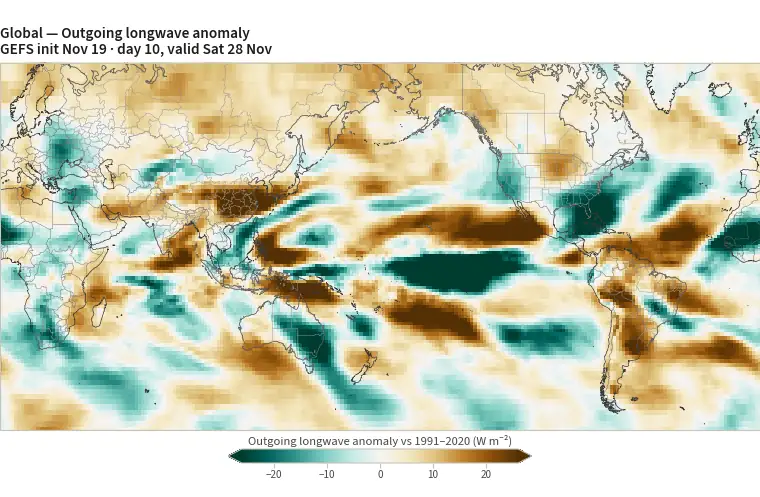 Global — Outgoing longwave anomaly
GEFS init Nov 19 · day 10, valid Sat 28 Nov
Outgoing longwave anomaly vs 1991–2020 (W m⁻²)
−20 −10 0 10 20